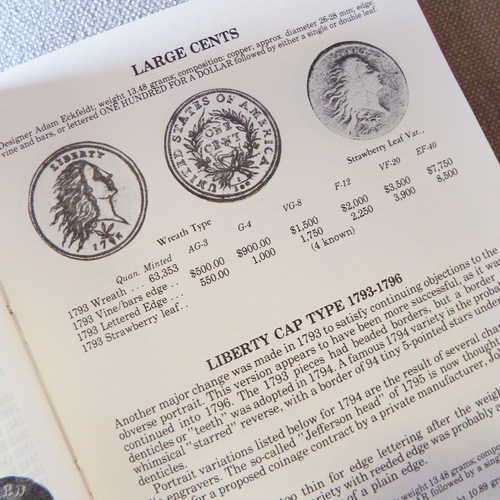 LARGE CENTS
Designer Adam Eckfeldt, weight 13.48 grams; composition: copper; approx. diameter 26-28 mm; edge:
vine and bars, or lettered ONE HUNDRED FOR A DOLLAR followed by either a single or double leaf.
LIBERTY
1793
UNITED STATES OF AMERICA
ONE
CENT
1/100
Wreath Type
Strawberry Leaf Var.
Quan. Minted AG-3 G-4 VG-8 F-12 VF-20 EF-40
1793 Wreath . . . 63,353
1793 Vine/bars edge . . $500.00 $900.00 $1,500 $2,000 $3,500 $7,750
1793 Lettered Edge . . . 550.00 1,000 1,750 2,250 3,900 8,500
1793 Strawberry leaf . . (4 known)
LIBERTY CAP TYPE 1793-1796
Another major change was made in 1793 to satisfy continuing objections to the
obverse portrait. This version appears to have been more successful, as it was
continued into 1796. The 1793 pieces had beaded borders, but a border of
denticles or "teeth" was adopted in 1794. A famous 1794 variety is the
whimsical "starred" reverse, with a border of 94 tiny 5-pointed stars under
denticles.
Portrait variations listed below for 1794 are the result of several
engravers. The so-called "Jefferson head" of 1795 is now thought
for a proposed coinage contract by a private manufacturer,
thin for edge lettering after the weight
variety with reeded edge was probably
of a plain edge.
13.48 grams; 10.89